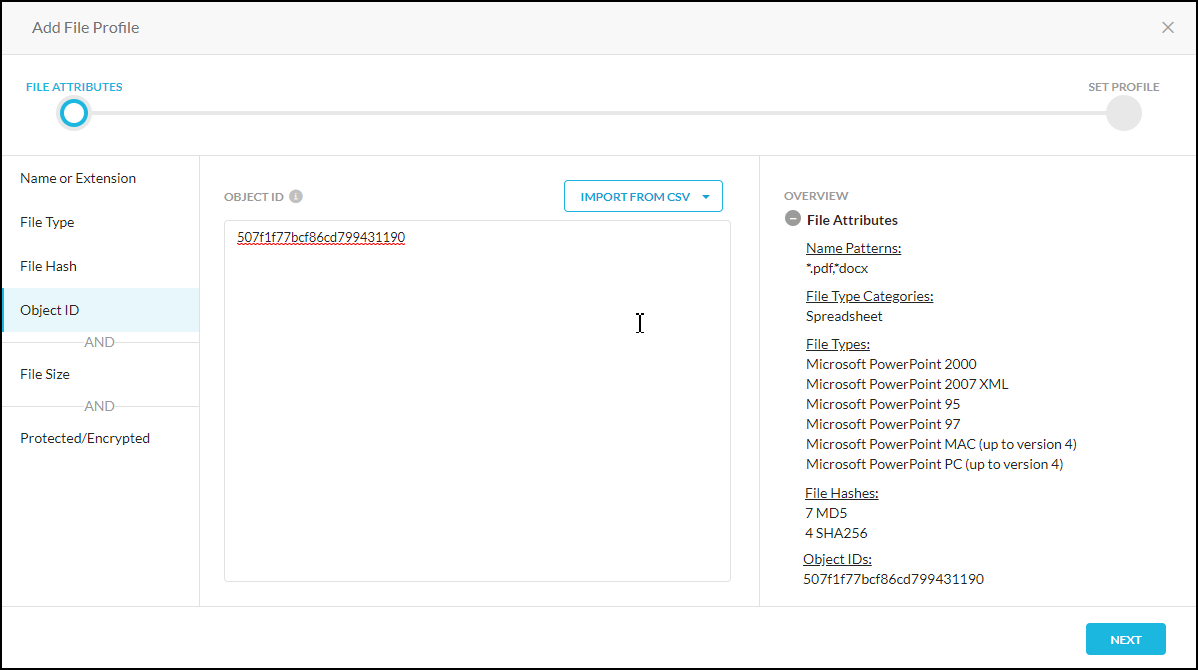 Add File Profile
FILE ATTRIBUTES
SET PROFILE
Name or Extension
File Type
File Hash
Object ID
AND
File Size
AND
Protected/Encrypted
OBJECT ID
IMPORT FROM CSV
507f1f77bcf86cd799431190
OVERVIEW
File Attributes
Name Patterns:
*.pdf,*docx
File Type Categories:
Spreadsheet
File Types:
Microsoft PowerPoint 2000
Microsoft PowerPoint 2007 XML
Microsoft PowerPoint 95
Microsoft PowerPoint 97
Microsoft PowerPoint MAC (up to version 4)
Microsoft PowerPoint PC (up to version 4)
File Hashes:
7 MD5
4 SHA256
Object IDs:
507f1f77bcf86cd799431190
NEXT